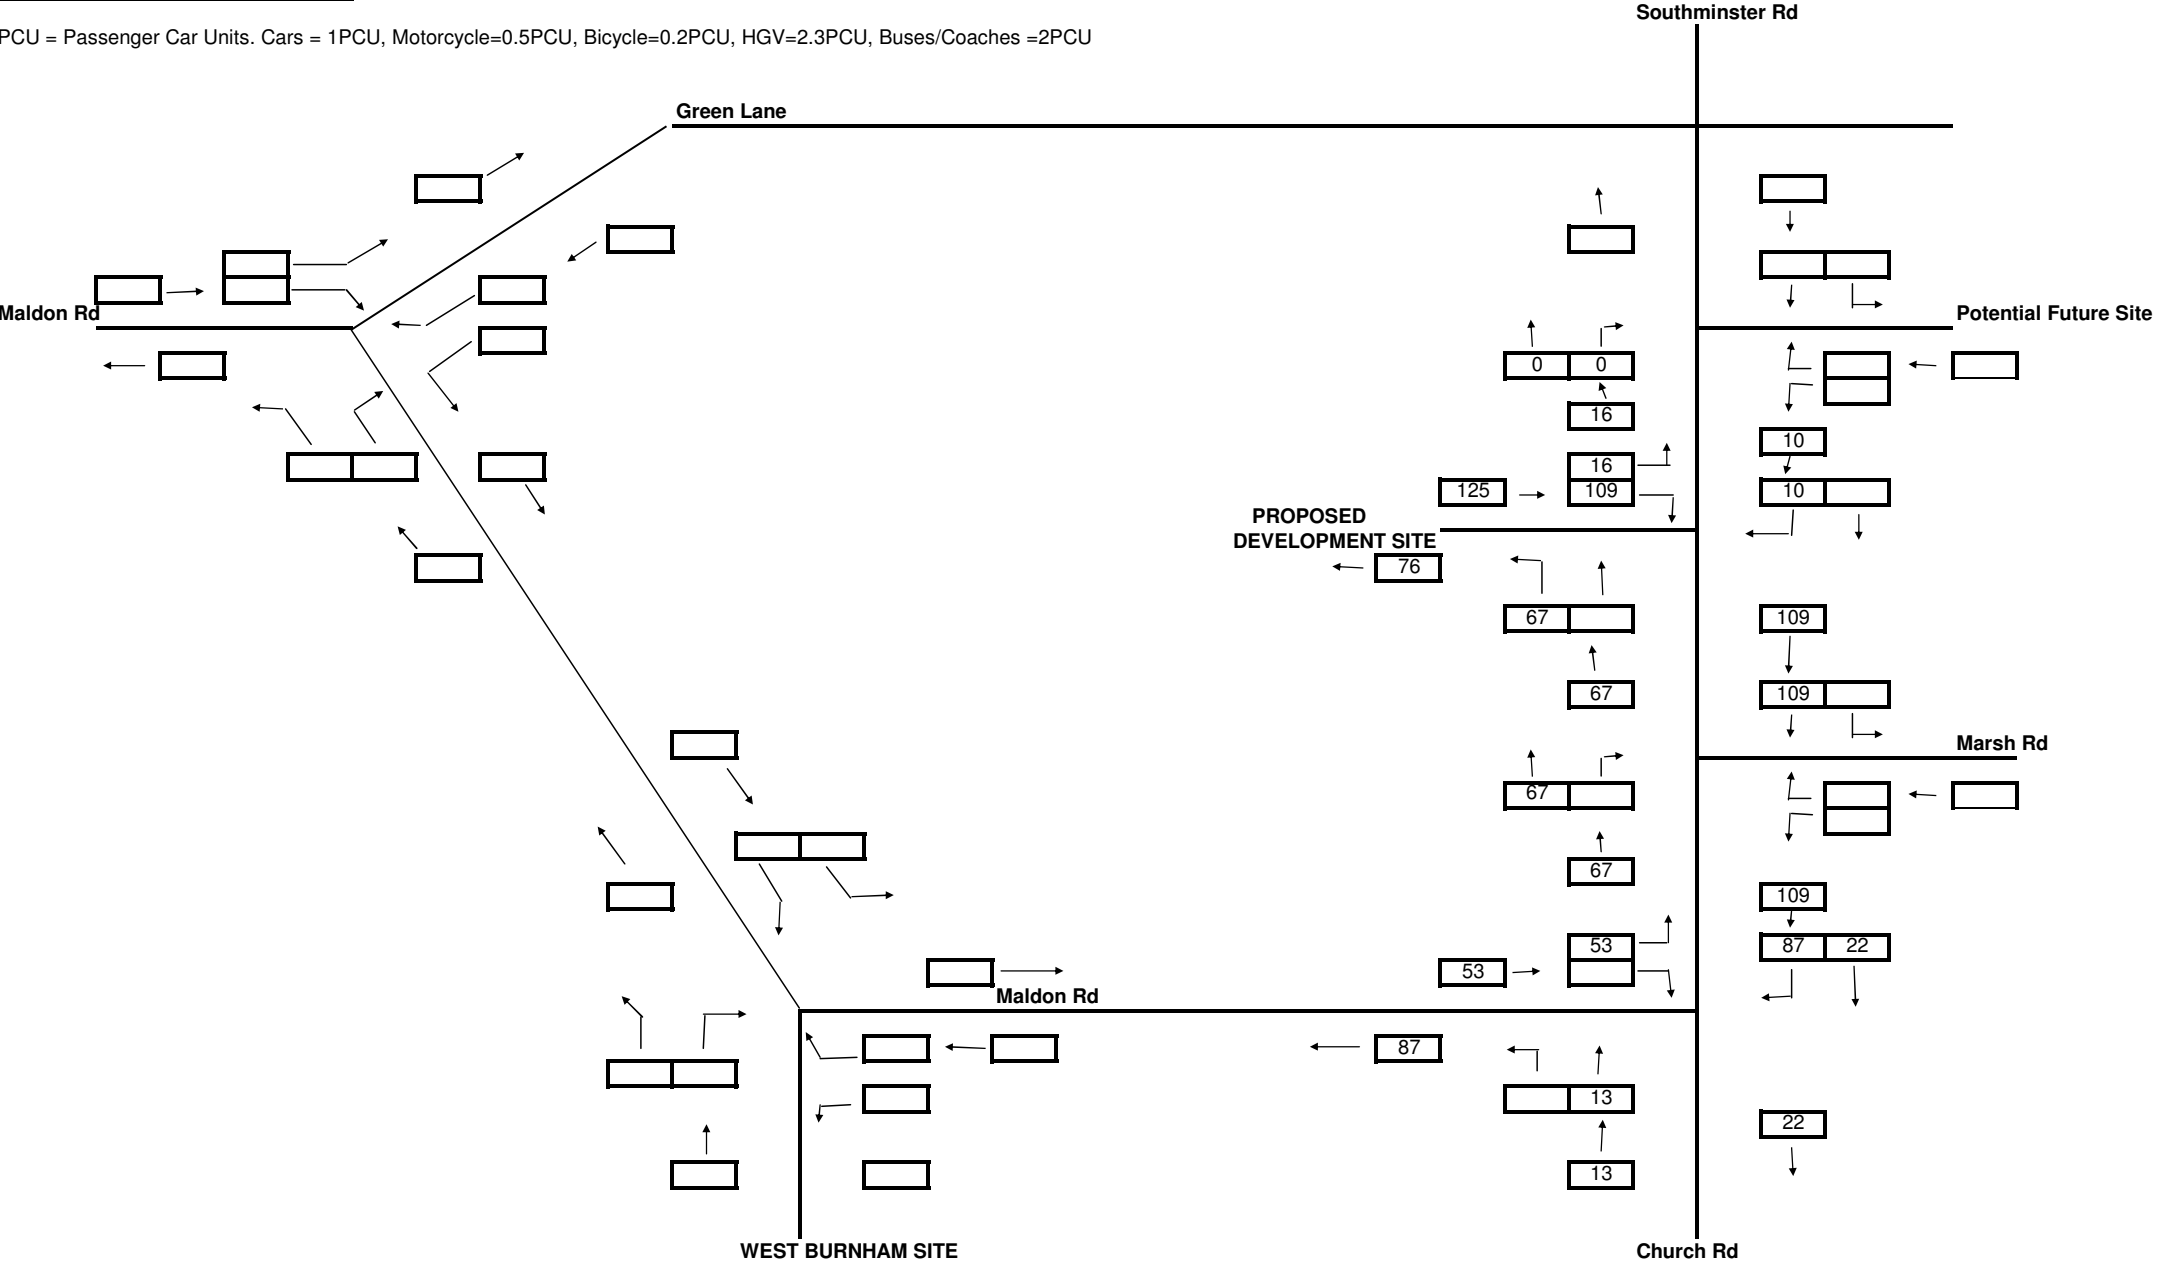 Southminster Rd
PCU = Passenger Car Units. Cars = 1PCU, Motorcycle=0.5PCU, Bicycle=0.2PCU, HGV=2.3PCU, Buses/Coaches =2PCU
Green Lane
Maldon Rd
Potential Future Site
0 0
16
10
16
125 109 10
PROPOSED
DEVELOPMENT SITE
76
67 109
67 109
Marsh Rd
67
67
109
53 87 22
53
Maldon Rd
87
13
22
13
WEST BURNHAM SITE
Church Rd